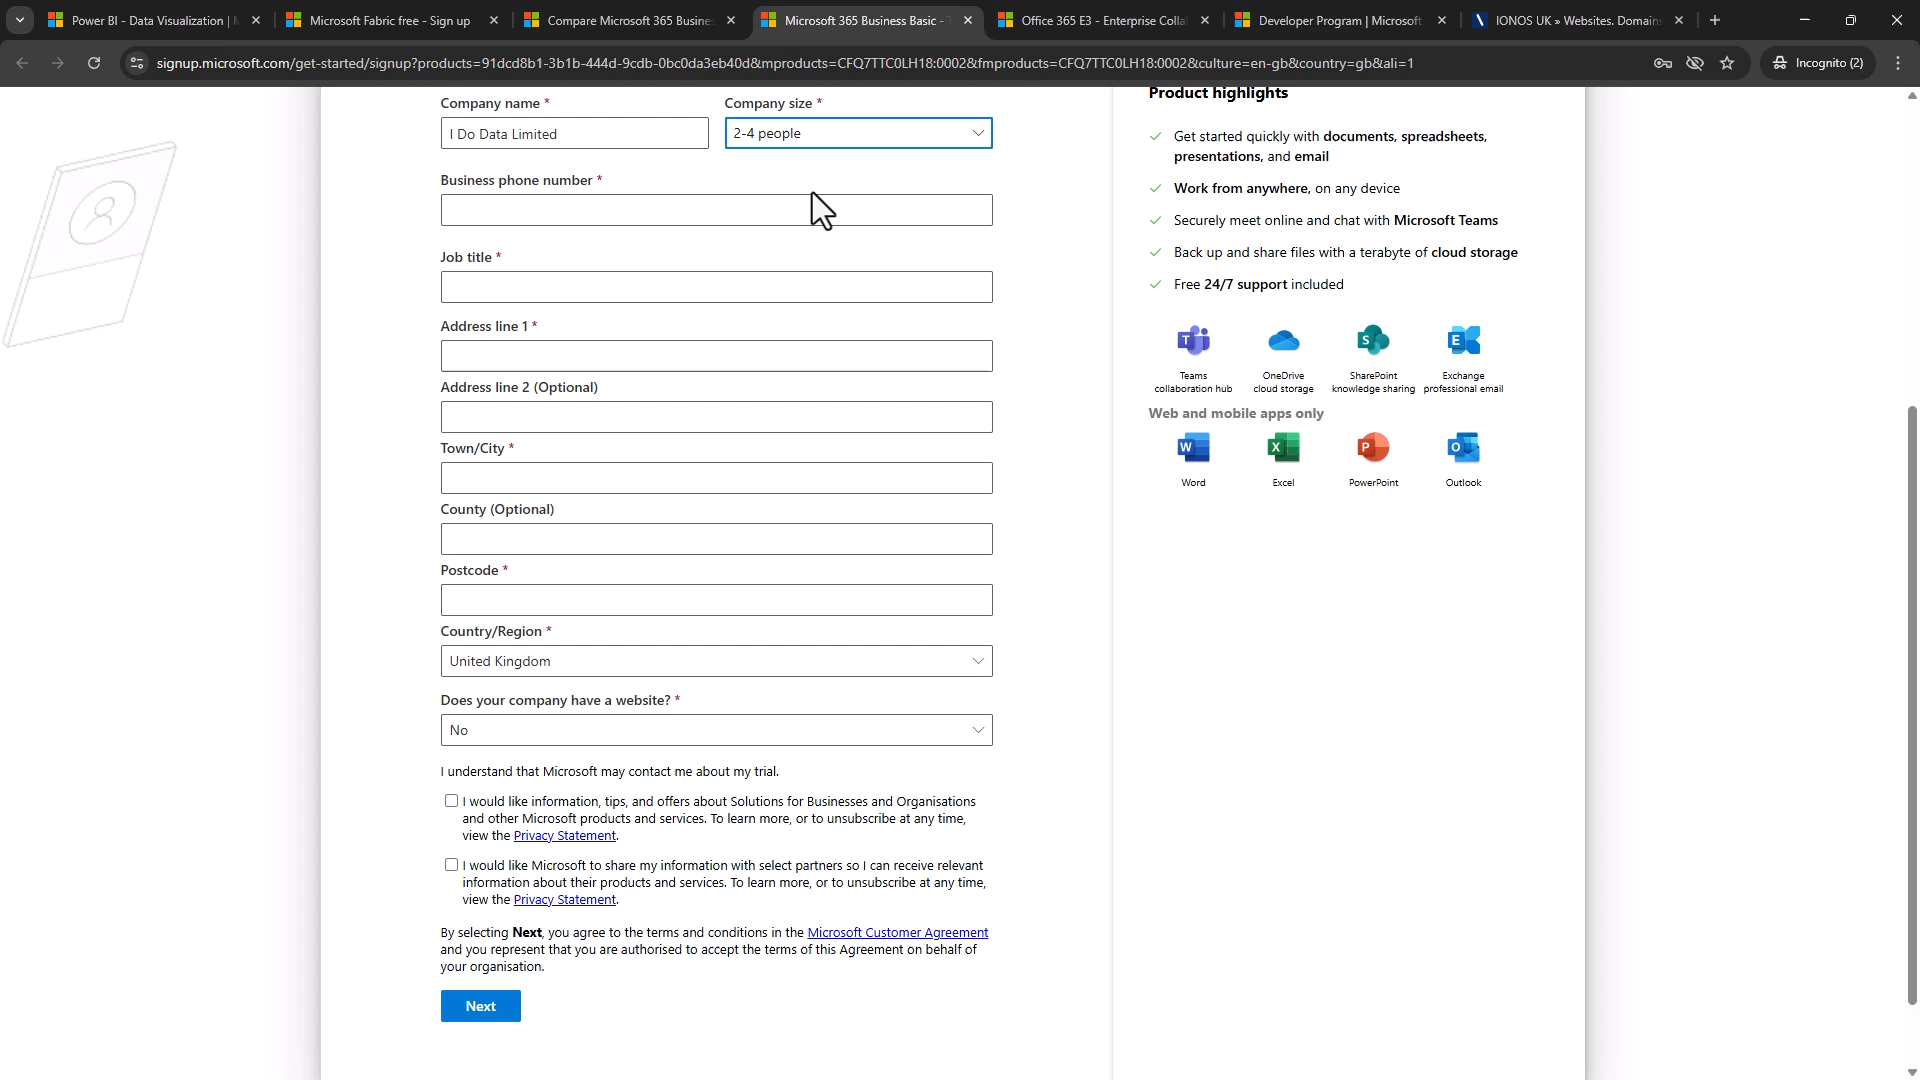 Power BI - Data Visualization | M
Microsoft Fabric free - Sign up
Compare Microsoft 365 Busine
Microsoft 365 Business Basic - T
Office 365 E3 - Enterprise Colla
Developer Program | Microsoft
IONOS UK » Websites. Domain
signup.microsoft.com/get-started/signup?products=91dcd8b1-3b1b-444d-9cdb-0bc0da3eb40d&mproducts=CFQ7TTC0LH18:0002&fmproducts=CFQ7TTC0LH18:0002&culture=en-gb&country=gb&ali=1
Incognito (2)
Company name *
Company size *
I Do Data Limited
2-4 people
Business phone number *
Job title *
Address line 1 *
Address line 2 (Optional)
Town/City *
County (Optional)
Postcode *
Country/Region *
United Kingdom
Does your company have a website? *
No
I understand that Microsoft may contact me about my trial.
I would like information, tips, and offers about Solutions for Businesses and Organisations
and other Microsoft products and services. To learn more, or to unsubscribe at any time,
view the Privacy Statement.
I would like Microsoft to share my information with select partners so I can receive relevant
information about their products and services. To learn more, or to unsubscribe at any time,
view the Privacy Statement.
By selecting Next, you agree to the terms and conditions in the Microsoft Customer Agreement
and you represent that you are authorised to accept the terms of this Agreement on behalf of
your organisation.
Next
Product highlights
Get started quickly with documents, spreadsheets,
presentations, and email
Work from anywhere, on any device
Securely meet online and chat with Microsoft Teams
Back up and share files with a terabyte of cloud storage
Free 24/7 support included
Teams
collaboration hub
OneDrive
cloud storage
SharePoint
knowledge sharing
Exchange
professional email
Web and mobile apps only
Word
Excel
PowerPoint
Outlook